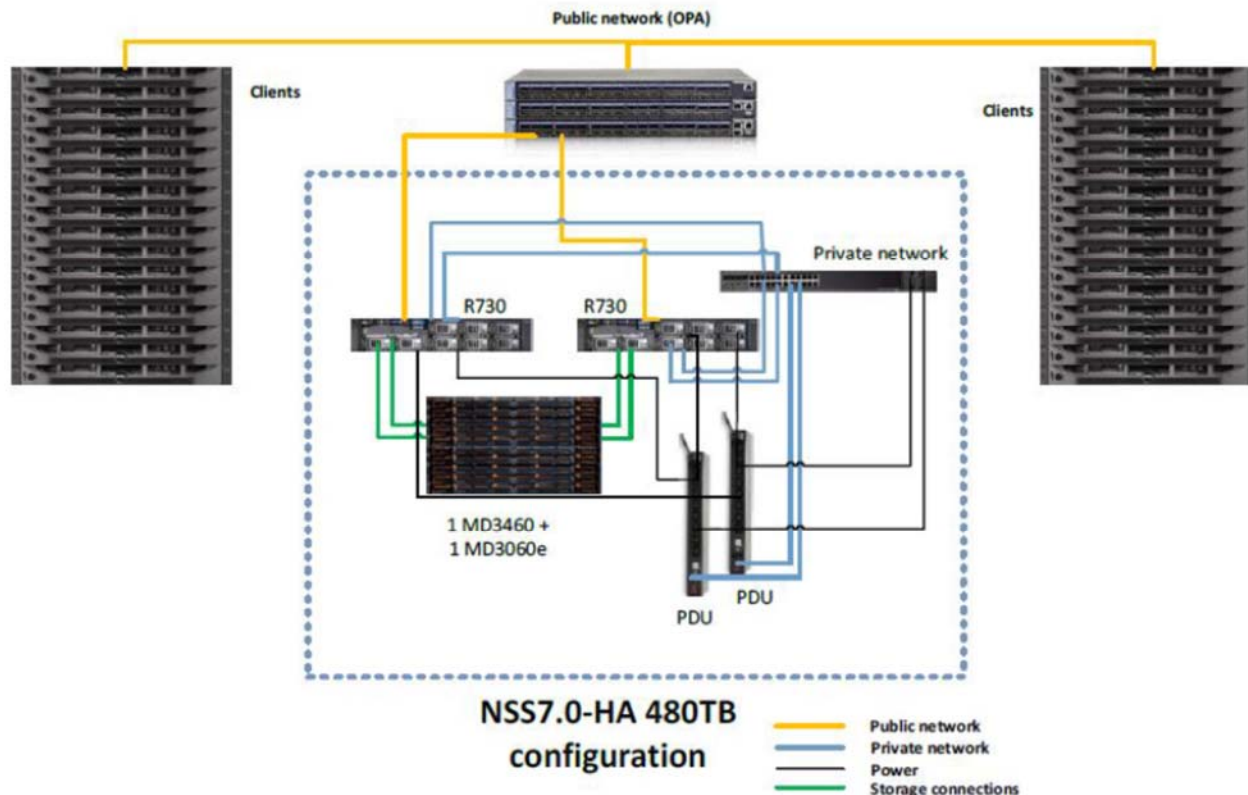 Public network (OPA)
Clients
Clients
Private network
R730
R730
1 MD3460 +
1 MD3060e
PDU
PDU
NSS7.0-HA 480TB
configuration
Public network
Private network
Power
Storage connections